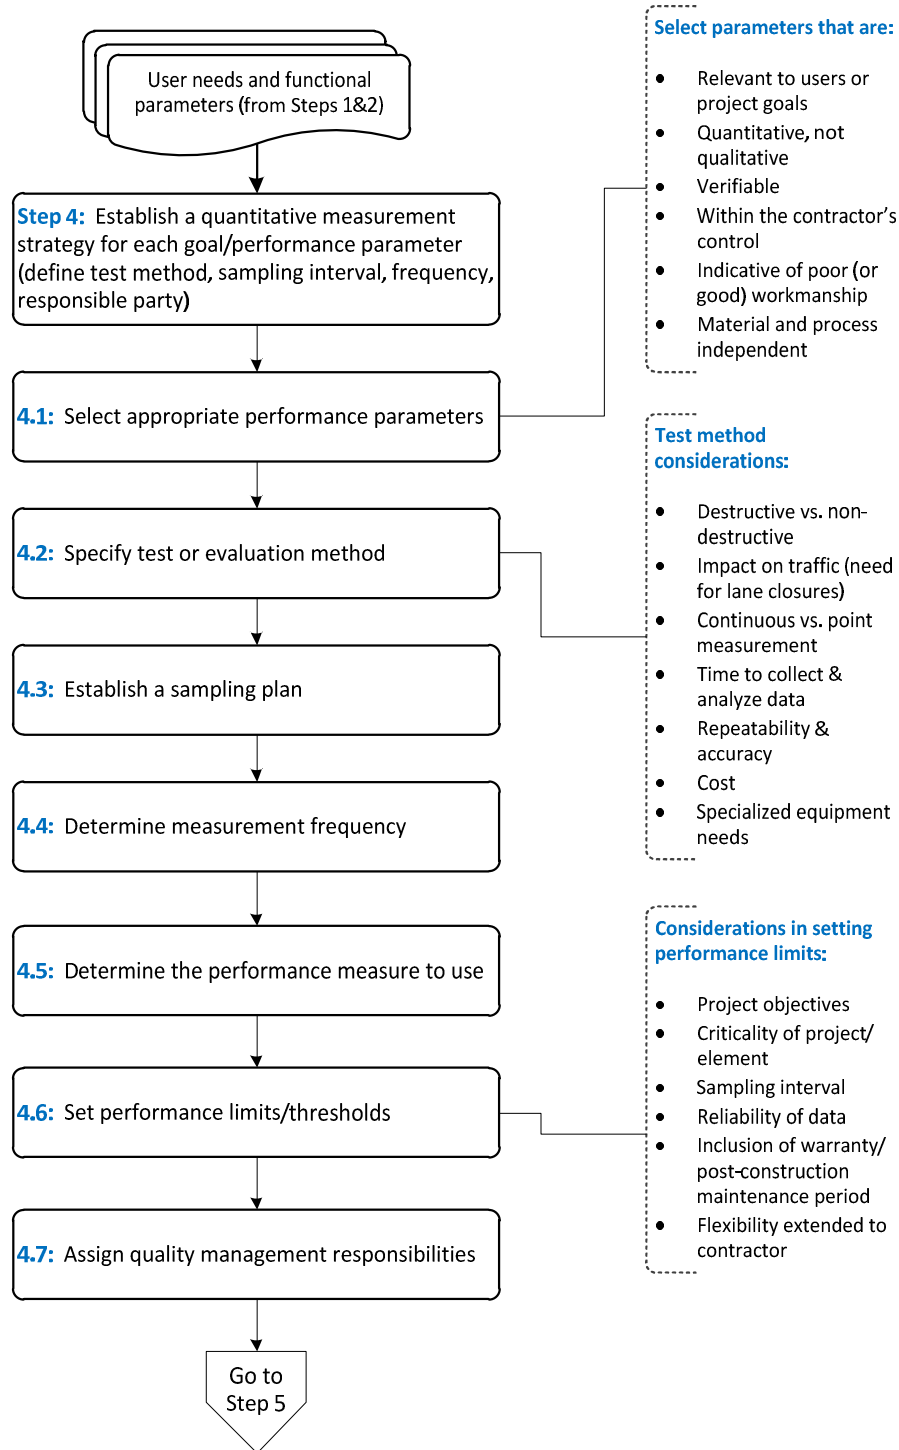 User needs and functional
parameters (from Steps 1&2)
Step 4: Establish a quantitative measurement
strategy for each goal/performance parameter
(define test method, sampling interval, frequency,
responsible party)
4.1: Select appropriate performance parameters
4.2: Specify test or evaluation method
4.3: Establish a sampling plan
4.4: Determine measurement frequency
4.5: Determine the performance measure to use
4.6: Set performance limits/thresholds
4.7: Assign quality management responsibilities
Go to
Step 5
Select parameters that are:
● Relevant to users or
project goals
● Quantitative, not
qualitative
● Verifiable
● Within the contractor's
control
● Indicative of poor (or
good) workmanship
● Material and process
independent
Test method
considerations:
● Destructive vs. non-
destructive
● Impact on traffic (need
for lane closures)
● Continuous vs. point
measurement
● Time to collect &
analyze data
● Repeatability &
accuracy
● Cost
● Specialized equipment
needs
Considerations in setting
performance limits:
● Project objectives
● Criticality of project/
element
● Sampling interval
● Reliability of data
● Inclusion of warranty/
post-construction
maintenance period
● Flexibility extended to
contractor